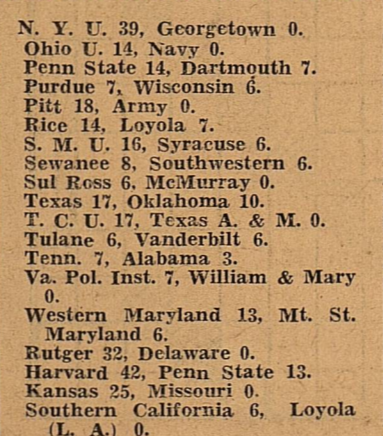 N. Y. U. 39, Georgetown 0.
Ohio U. 14, Navy 0.
Penn State 14, Dartmouth 7.
Purdue 7, Wisconsin 6.
Pitt 18, Army 0.
Rice 14, Loyola 7.
S. M. U. 16, Syracuse 6.
Sewanee 8, Southwestern 6.
Sul Ross 6, McMurray 0.
Texas 17, Oklahoma 10.
T. C. U. 17, Texas A. & M. 0.
Tulane 6, Vanderbilt 6.
Tenn. 7, Alabama 3.
Va. Pol. Inst. 7, William & Mary
0.
Western Maryland 13, Mt. St.
Maryland 6.
Rutger 32, Delaware 0.
Harvard 42, Penn State 13.
Kansas 25, Missouri 0.
Southern California 6, Loyola
(L. A.) 0.